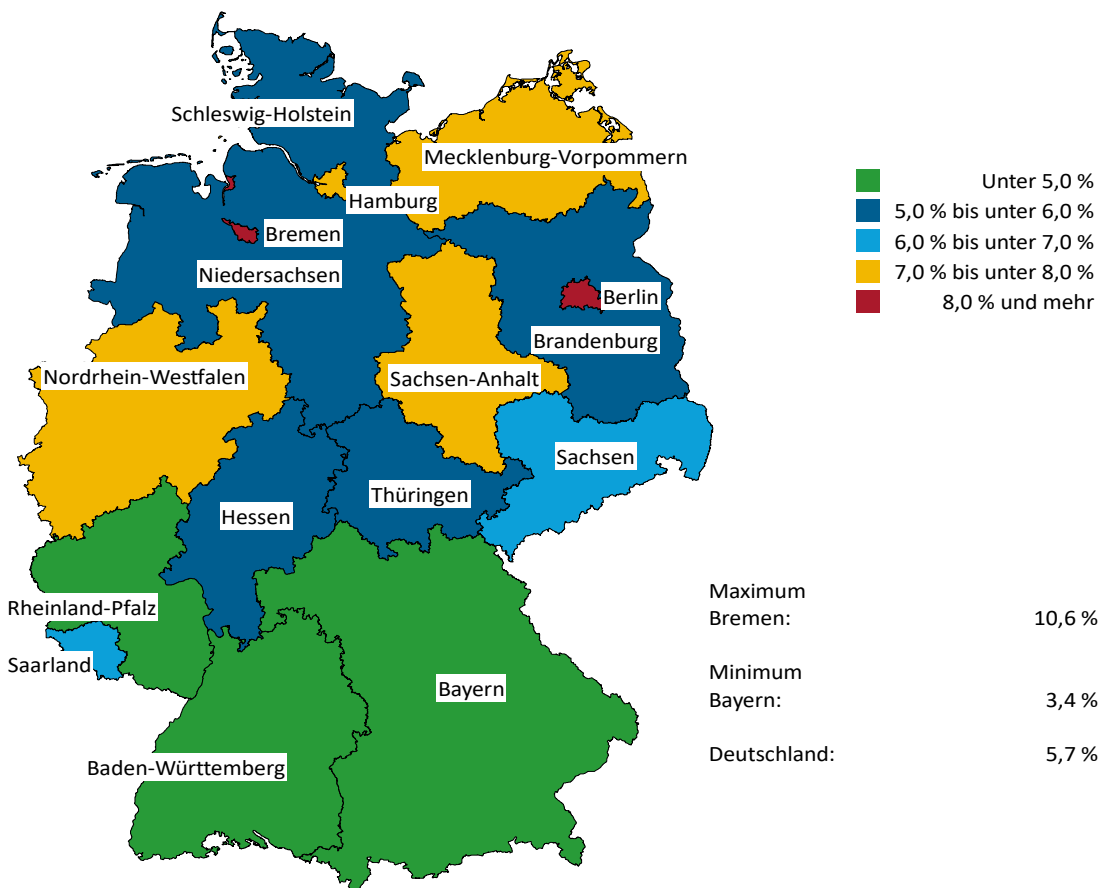 Schleswig-Holstein
Mecklenburg-Vorpommern
Hamburg
Bremen
Niedersachsen
Berlin
Brandenburg
Nordrhein-Westfalen
Sachsen-Anhalt
Sachsen
Thüringen
Hessen
Rheinland-Pfalz
Saarland
Bayern
Baden-Württemberg
Unter 5,0 %
5,0 % bis unter 6,0 %
6,0 % bis unter 7,0 %
7,0 % bis unter 8,0 %
8,0 % und mehr
Maximum
Bremen: 10,6 %
Minimum
Bayern: 3,4 %
Deutschland: 5,7 %